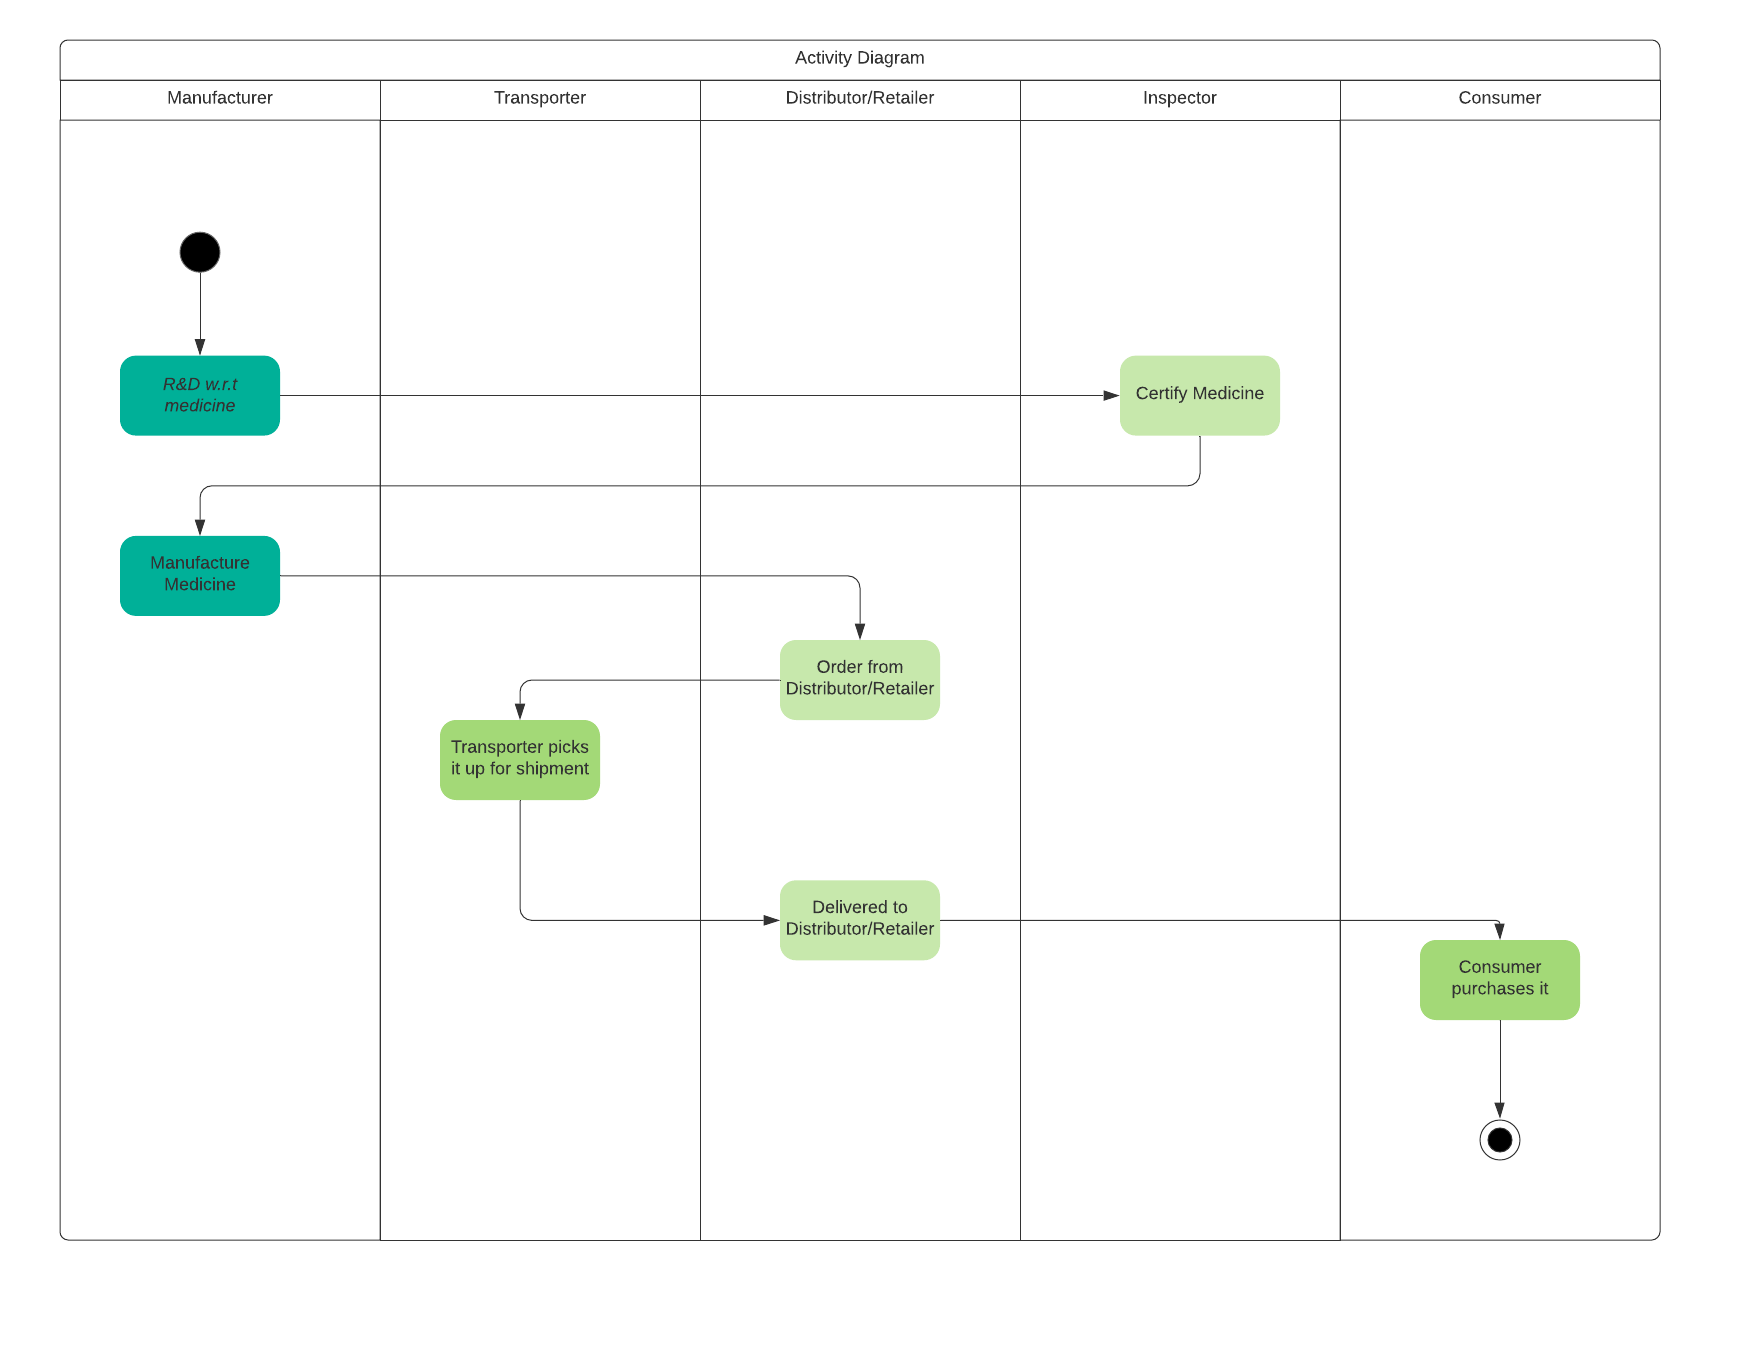 Activity Diagram
Manufacturer
Transporter
Distributor/Retailer
Inspector
Consumer
R&D w.r.t
medicine
Certify Medicine
Manufacture
Medicine
Order from
Distributor/Retailer
Transporter picks
it up for shipment
Delivered to
Distributor/Retailer
Consumer
purchases it